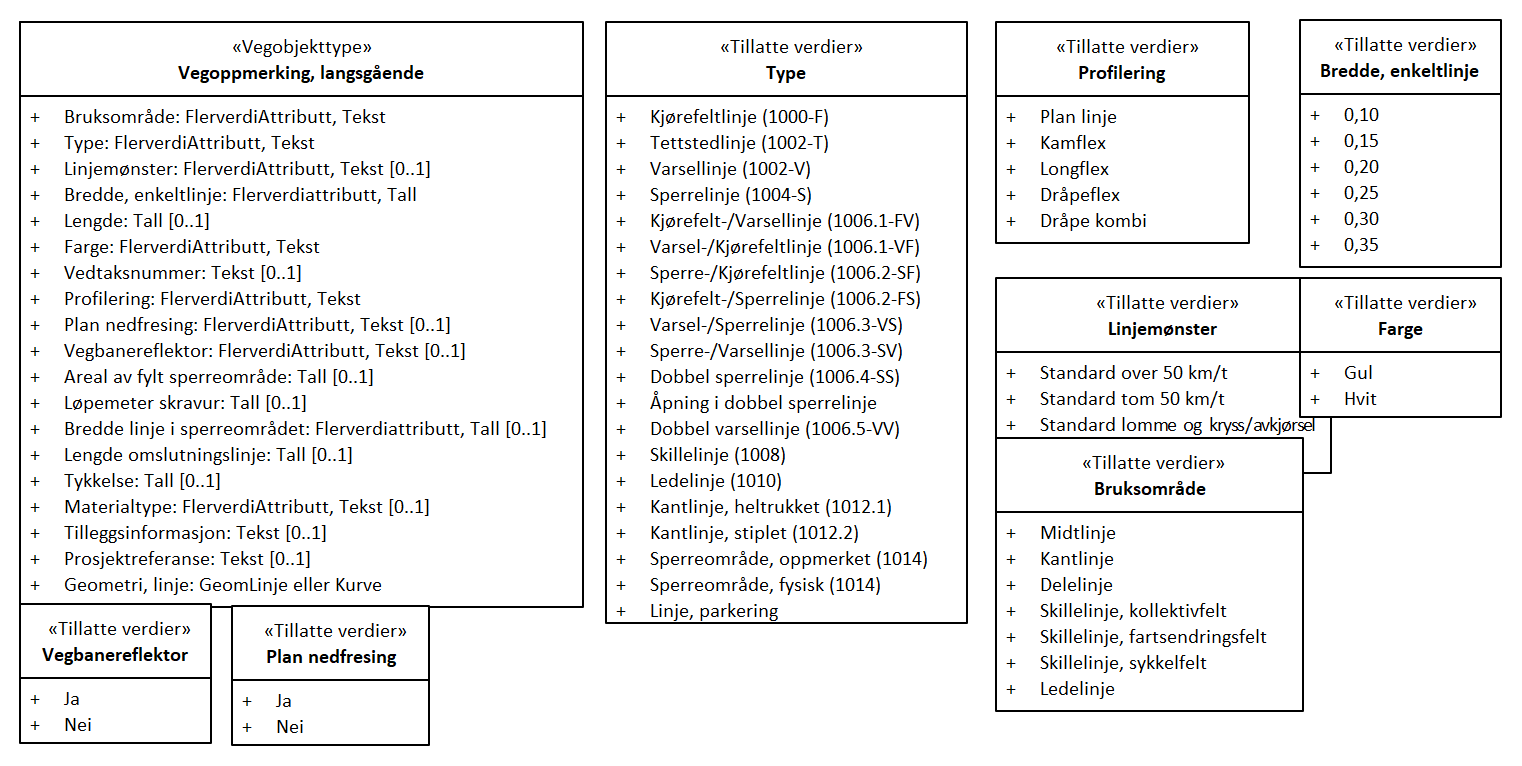 «Vegobjekttype»
Vegoppmerking, langsgående
+ Bruksområde: FlerverdiAttributt, Tekst
+ Type: FlerverdiAttributt, Tekst
+ Linjemønster: FlerverdiAttributt, Tekst [0..1]
+ Bredde, enkeltlinje: Flerverdiattributt, Tall
+ Lengde: Tall [0..1]
+ Farge: FlerverdiAttributt, Tekst
+ Vedtaksnummer: Tekst [0..1]
+ Profilering: FlerverdiAttributt, Tekst
+ Plan nedfresing: FlerverdiAttributt, Tekst [0..1]
+ Vegbanereflektor: FlerverdiAttributt, Tekst [0..1]
+ Areal av fylt sperreområde: Tall [0..1]
+ Løpemeter skravur: Tall [0..1]
+ Bredde linje i sperreområdet: Flerverdiattributt, Tall [0..1]
+ Lengde omslutningslinje: Tall [0..1]
+ Tykkelse: Tall [0..1]
+ Materialtype: FlerverdiAttributt, Tekst [0..1]
+ Tilleggsinformasjon: Tekst [0..1]
+ Prosjektreferanse: Tekst [0..1]
+ Geometri, linje: GeomLinje eller Kurve
«Tillatte verdier»
Vegbanereflektor
+ Ja
+ Nei
«Tillatte verdier»
Plan nedfresing
+ Ja
+ Nei
«Tillatte verdier»
Type
+ Kjørefeltlinje (1000-F)
+ Tettstedlinje (1002-T)
+ Varsellinje (1002-V)
+ Sperrelinje (1004-S)
+ Kjørefelt-/Varsellinje (1006.1-FV)
+ Varsel-/Kjørefeltlinje (1006.1-VF)
+ Sperre-/Kjørefeltlinje (1006.2-SF)
+ Kjørefelt-/Sperrelinje (1006.2-FS)
+ Varsel-/Sperrelinje (1006.3-VS)
+ Sperre-/Varsellinje (1006.3-SV)
+ Dobbel sperrelinje (1006.4-SS)
+ Åpning i dobbel sperrelinje
+ Dobbel varsellinje (1006.5-VV)
+ Skillelinje (1008)
+ Ledelinje (1010)
+ Kantlinje, heltrukket (1012.1)
+ Kantlinje, stiplet (1012.2)
+ Sperreområde, oppmerket (1014)
+ Sperreområde, fysisk (1014)
+ Linje, parkering
«Tillatte verdier»
Profilering
+ Plan linje
+ Kamflex
+ Longflex
+ Dråpeflex
+ Dråpe kombi
«Tillatte verdier»
Bredde, enkeltlinje
+ 0,10
+ 0,15
+ 0,20
+ 0,25
+ 0,30
+ 0,35
«Tillatte verdier»
Linjemønster
+ Standard over 50 km/t
+ Standard tom 50 km/t
+ Standard lomme og kryss/avkjørsel
«Tillatte verdier»
Farge
+ Gul
+ Hvit
«Tillatte verdier»
Bruksområde
+ Midtlinje
+ Kantlinje
+ Delelinje
+ Skillelinje, kollektivfelt
+ Skillelinje, fartsendringsfelt
+ Skillelinje, sykkelfelt
+ Ledelinje